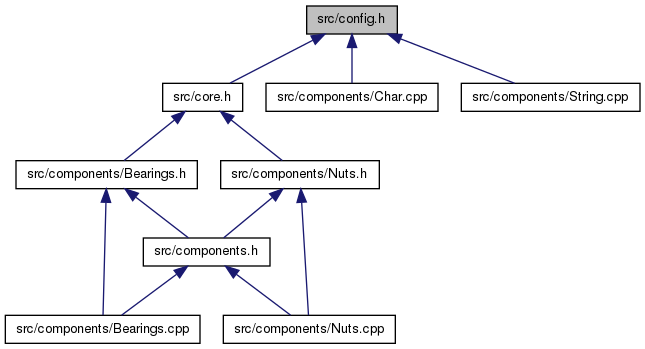 src/config.h
src/core.h
src/components/Char.cpp
src/components/String.cpp
src/components/Bearings.h
src/components/Nuts.h
src/components.h
src/components/Bearings.cpp
src/components/Nuts.cpp